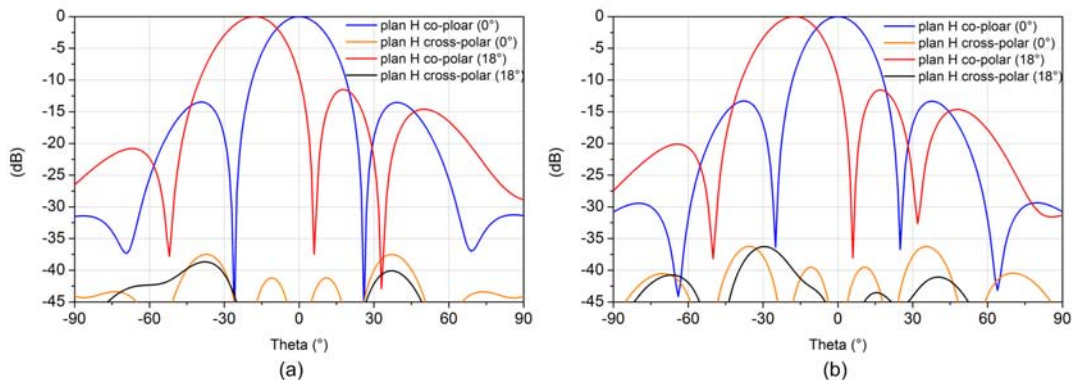 0
-5
-10
-15
-20
-25
-30
-35
-40
-45
(dB)
plan H co-ploar (0°)
plan H cross-polar (0°)
plan H co-polar (18°)
plan H cross-polar (18°)
-90 -60 -30 0 30 60 90
Theta (°)
(a)
0
-5
-10
-15
-20
-25
-30
-35
-40
-45
(dB)
plan H co-ploar (0°)
plan H cross-polar (0°)
plan H co-polar (18°)
plan H cross-polar (18°)
-90 -60 -30 0 30 60 90
Theta (°)
(b)